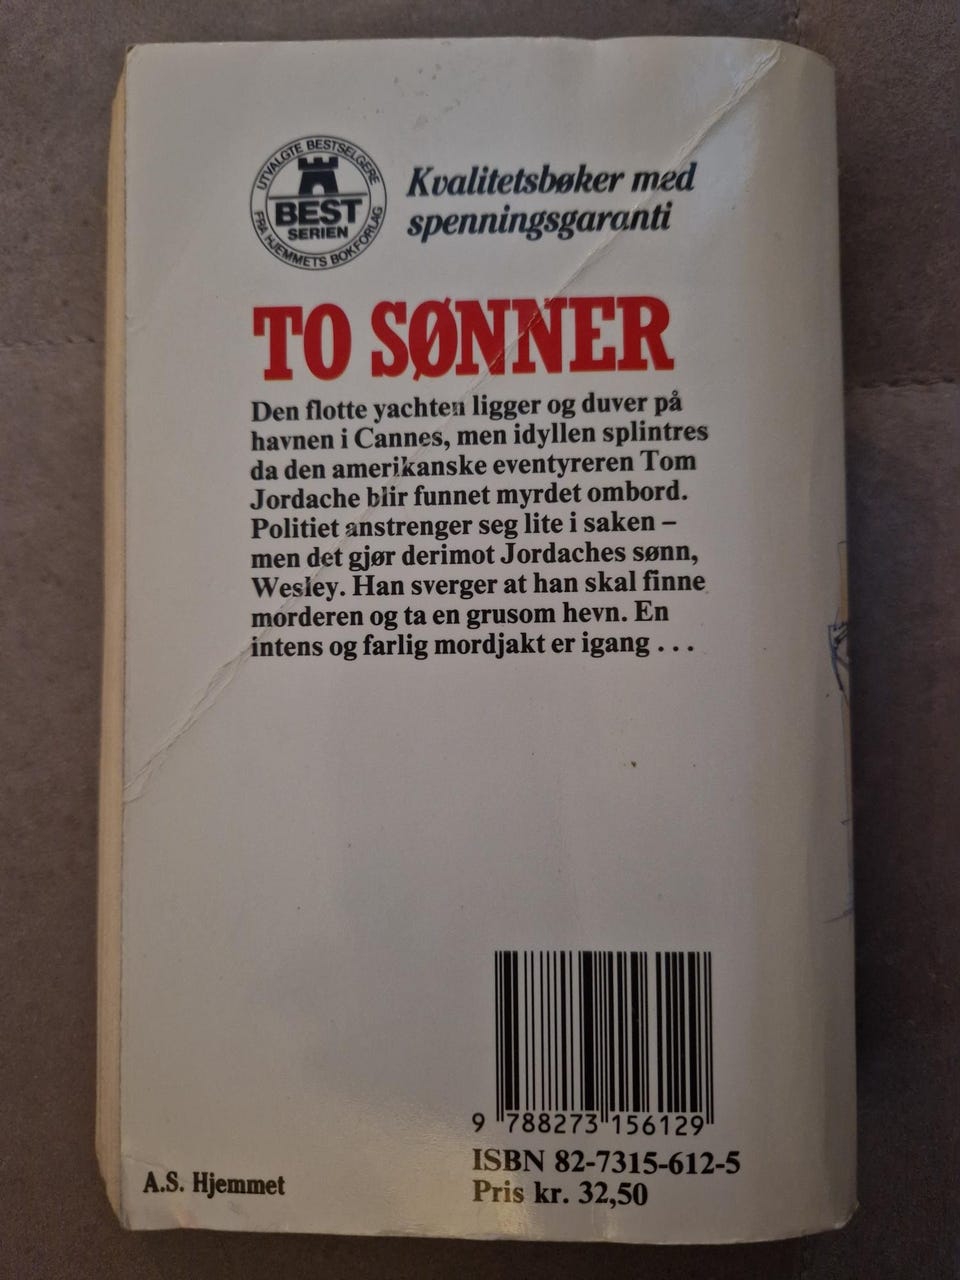 UTVALGTE BESTSELGERE
BEST
SERIEN
FRA HJEMMETS BOKFORLAG
Kvalitetsbøker med
spenningsgaranti
TO SØNNER
Den flotte yachten ligger og duver på
havnen i Cannes, men idyllen splintres
da den amerikanske eventyreren Tom
Jordache blir funnet myrdet ombord.
Politiet anstrenger seg lite i saken –
men det gjør derimot Jordaches sønn,
Wesley. Han sverger at han skal finne
morderen og ta en grusom hevn. En
intens og farlig mordjakt er igang . . .
9 788273 156129
ISBN 82-7315-612-5
Pris kr. 32,50
A.S. Hjemmet